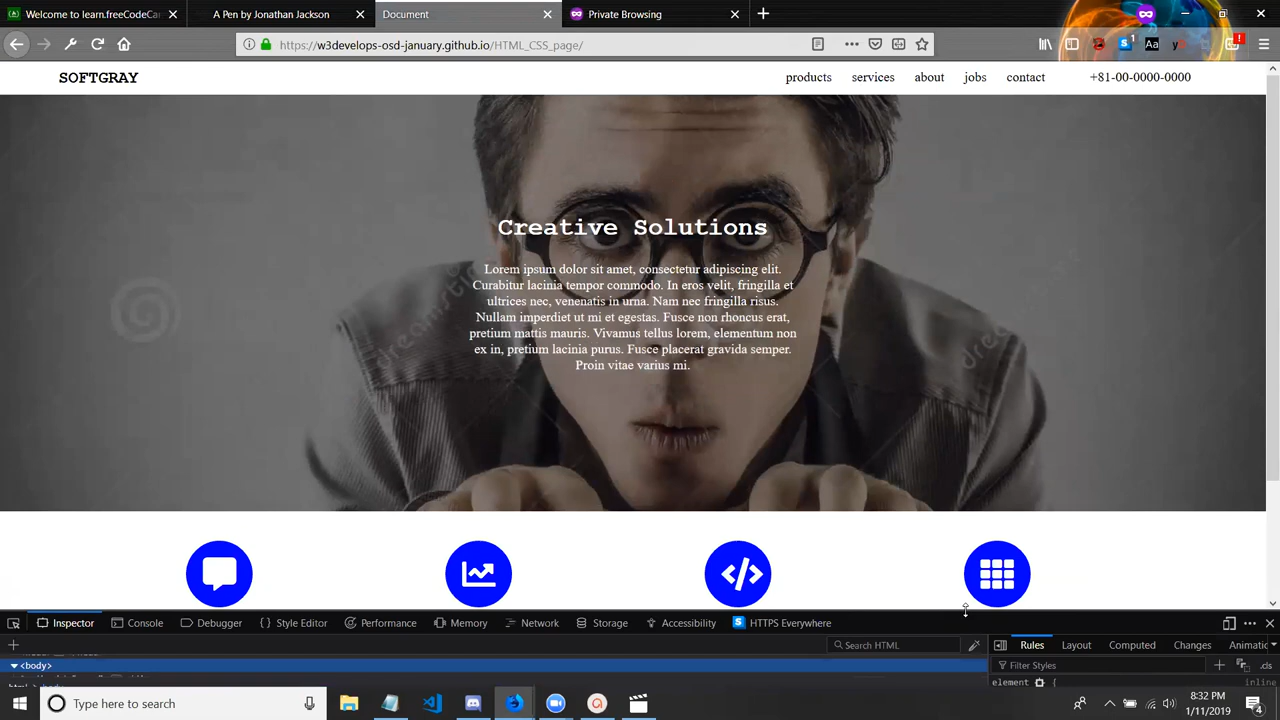 Welcome to learn.freeCodeCa
A Pen by Jonathan Jackson
Document
Private Browsing
https://w3develops-osd-january.github.io/HTML_CSS_page/
SOFTGRAY
products services about jobs contact +81-00-0000-0000
Creative Solutions
Lorem ipsum dolor sit amet, consectetur adipiscing elit.
Curabitur lacinia tempor commodo. In eros velit, fringilla et
ultrices nec, venenatis in urna. Nam nec fringilla risus.
Nullam imperdiet ut mi et egestas. Fusce non rhoncus erat,
pretium mattis mauris. Vivamus tellus lorem, elementum non
ex in, pretium lacinia purus. Fusce placerat gravida semper.
Proin vitae varius mi.
Inspector Console Debugger Style Editor Performance Memory Network Storage Accessibility HTTPS Everywhere
Search HTML
Rules Layout Computed Changes Animatic
<body>
Filter Styles
.cls
element { inline
Type here to search
8:32 PM
1/11/2019